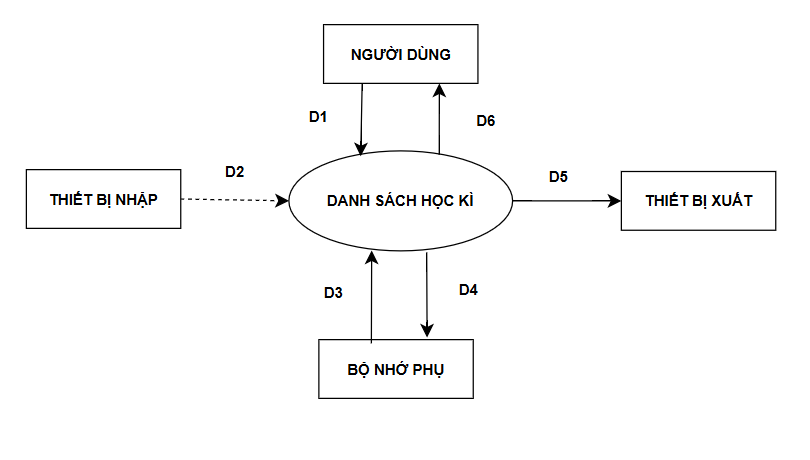 NGƯỜI DÙNG
D1
D6
D2
D5
THIẾT BỊ NHẬP
DANH SÁCH HỌC KÌ
THIẾT BỊ XUẤT
D3
D4
BỘ NHỚ PHỤ